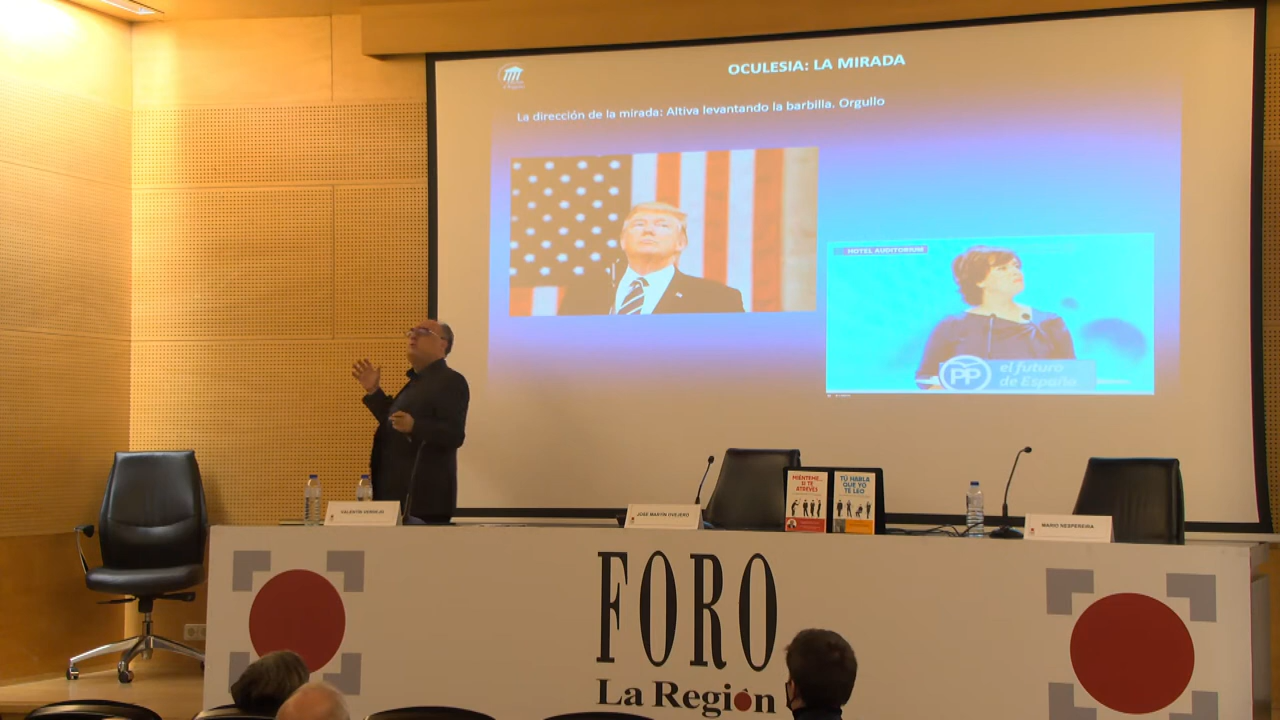 OCULESIA: LA MIRADA
La dirección de la mirada: Altiva levantando la barbilla. Orgullo
HOTEL AUDITORIUM
PP
el futuro
de España
MIÉNTEME...
SI TE
ATREVES
TÚ HABLA
QUE YO
TE LEO
JOSÉ MARTÍN OVEJERO
MARIO NESPEREIRA
FORO
La Región